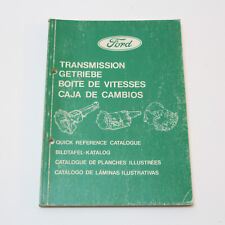 Ford
TRANSMISSION
GETRIEBE
BOITE DE VITESSES
CAJA DE CAMBIOS
QUICK REFERENCE CATALOGUE
BILDTAFEL-KATALOG
CATALOGUE DE PLANCHES ILLUSTRÉES
CATÁLOGO DE LÁMINAS ILUSTRATIVAS